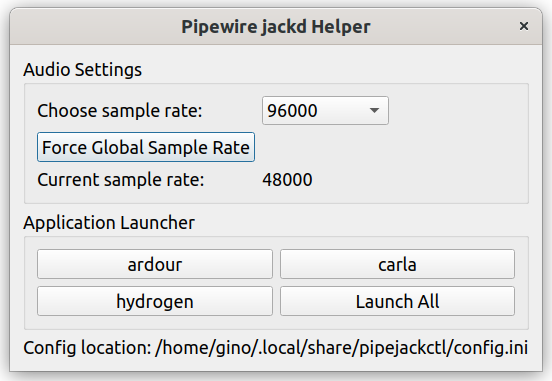 Pipewire jackd Helper
Audio Settings
Choose sample rate: 96000
Force Global Sample Rate
Current sample rate: 48000
Application Launcher
ardour carla
hydrogen Launch All
Config location: /home/gino/.local/share/pipejackctl/config.ini